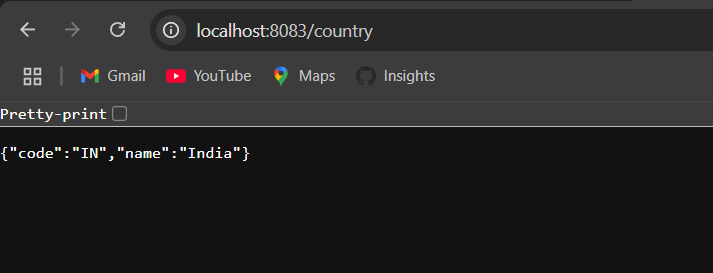 localhost:8083/country
Gmail YouTube Maps Insights
Pretty-print
{"code":"IN","name":"India"}